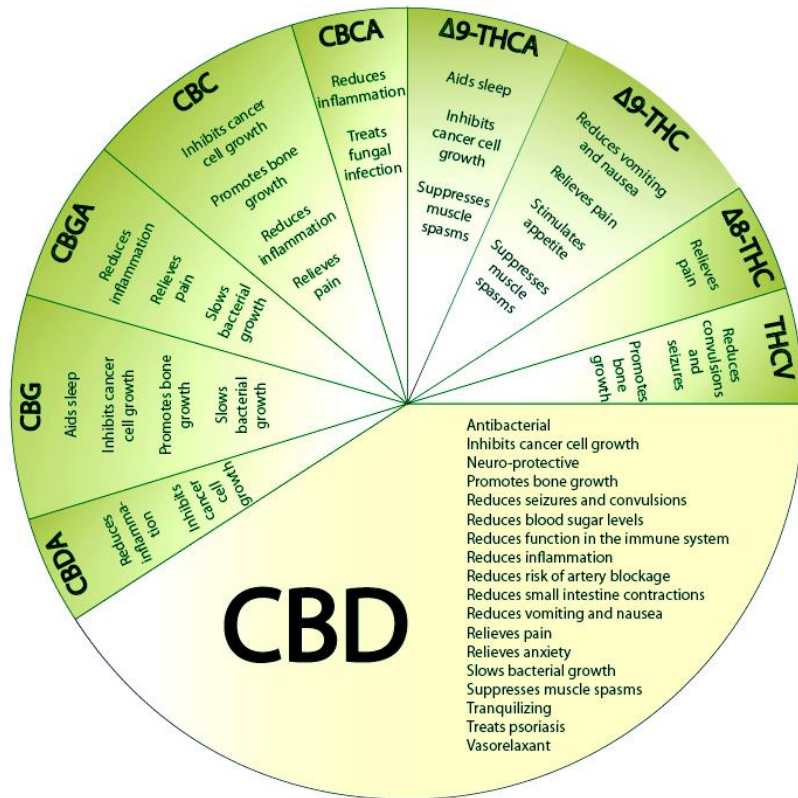 CBCA
Reduces
inflammation
Treats
fungal
infection
Δ9-THCA
Aids sleep
Inhibits
cancer cell
growth
Suppresses
muscle
spasms
Δ9-THC
Reduces vomiting
and nausea
Relieves pain
Stimulates
appetite
Suppresses
muscle
spasms
Δ8-THC
Relieves
pain
THCV
Reduces
convulsions
and
seizures
Promotes
bone
growth
CBD
Antibacterial
Inhibits cancer cell growth
Neuro-protective
Promotes bone growth
Reduces seizures and convulsions
Reduces blood sugar levels
Reduces function in the immune system
Reduces inflammation
Reduces risk of artery blockage
Reduces small intestine contractions
Reduces vomiting and nausea
Relieves pain
Relieves anxiety
Slows bacterial growth
Suppresses muscle spasms
Tranquilizing
Treats psoriasis
Vasorelaxant
CBDA
Reduces
inflamma-
tion
Inhibits
cancer
cell
growth
CBG
Aids sleep
Inhibits cancer
cell growth
Promotes bone
growth
Slows
bacterial
growth
CBGA
Reduces
inflammation
Relieves
pain
Slows
bacterial
growth
CBC
Inhibits cancer
cell growth
Promotes bone
growth
Reduces
inflammation
Relieves
pain